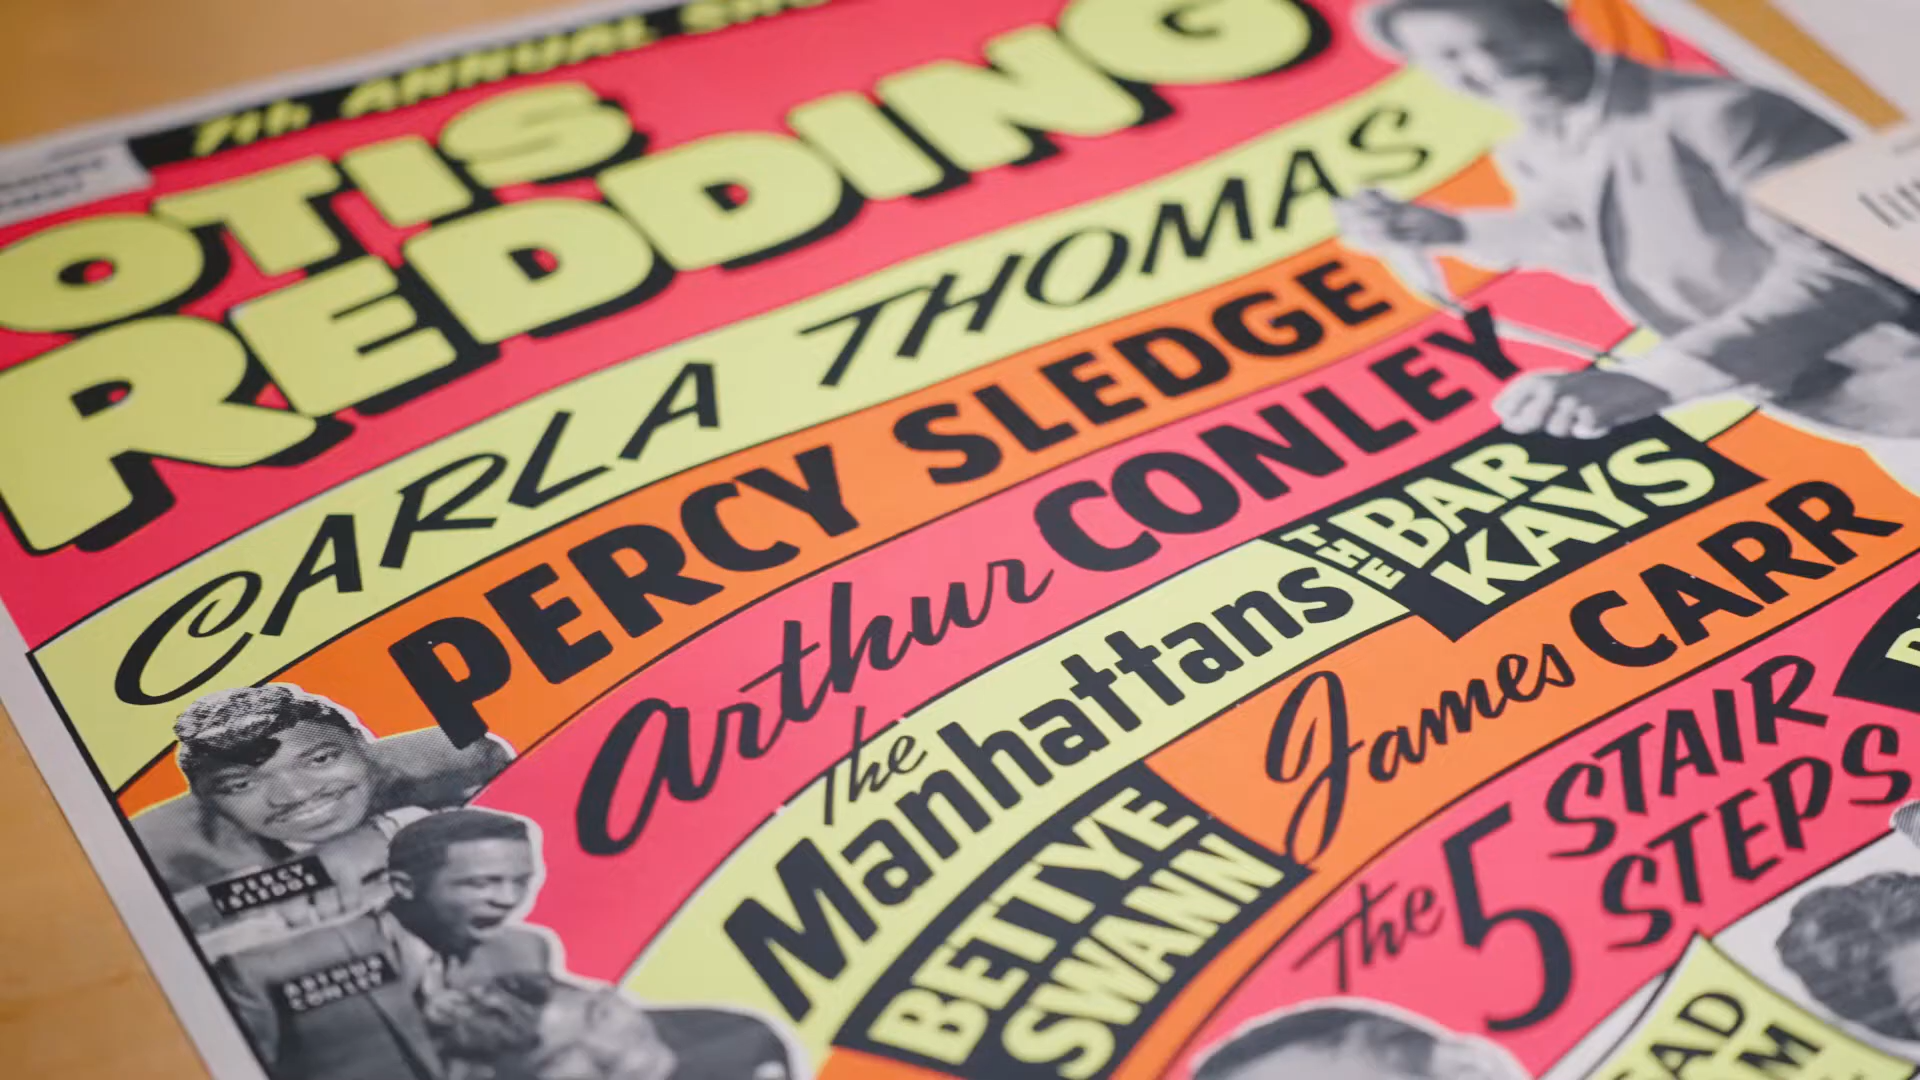 7th ANNUAL
OTIS
REDDING
CARLA THOMAS
PERCY SLEDGE
Arthur CONLEY
The Manhattans
THE BAR
KAYS
James CARR
BETTYE
SWANN
The 5 STAIR
STEPS
PERCY
SLEDGE
ARTHUR
CONLEY